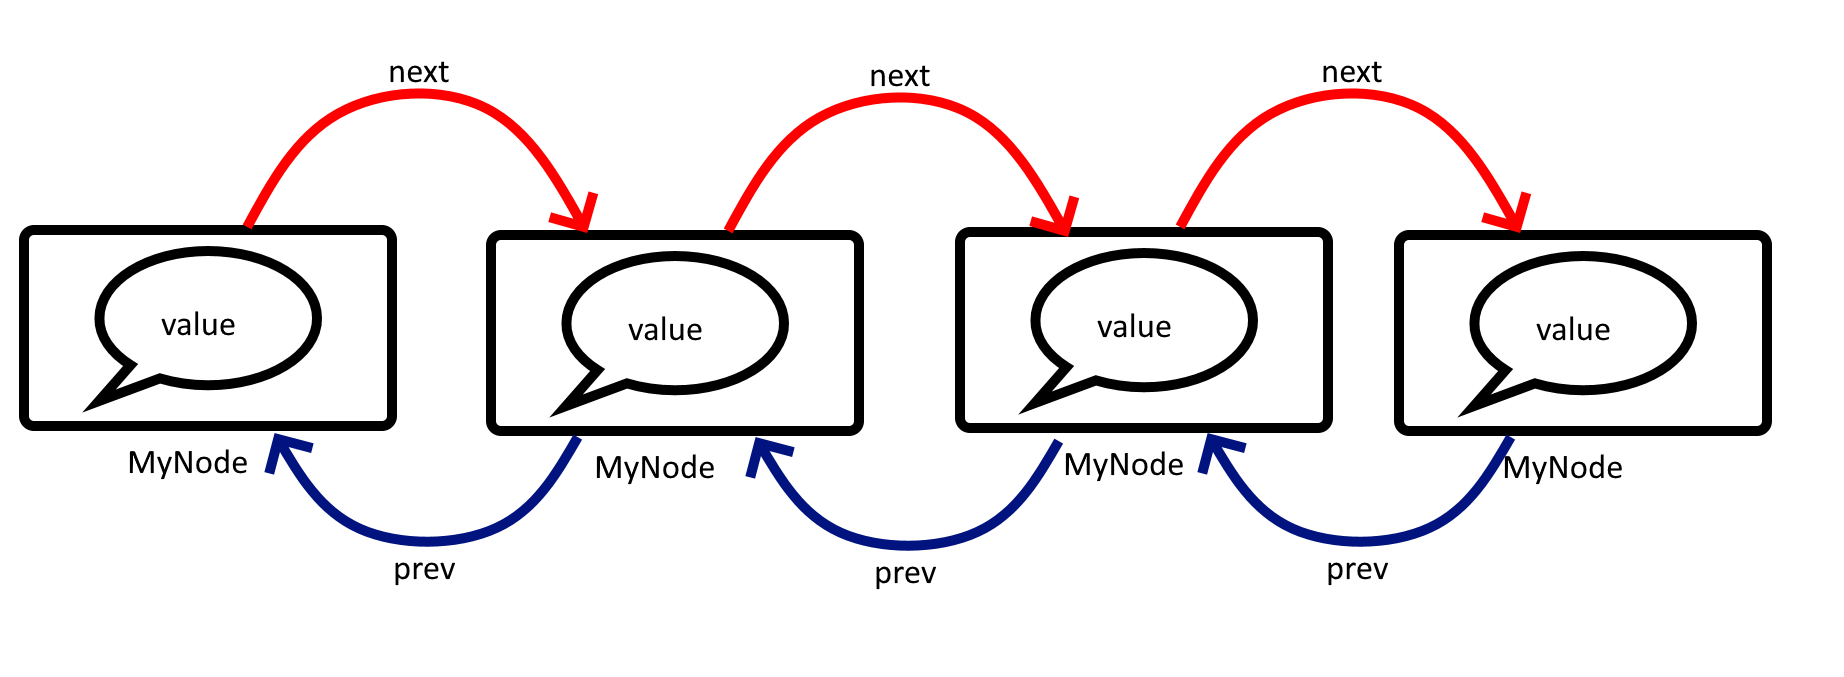 next
next
next
value
value
value
value
MyNode
MyNode
MyNode
MyNode
prev
prev
prev